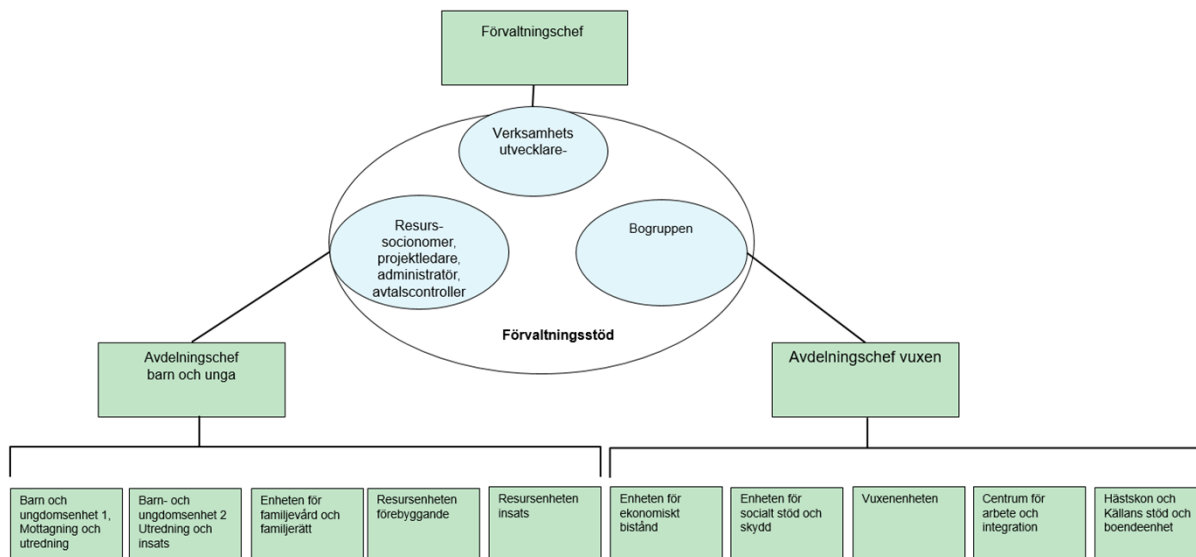 Förvaltningschef
Verksamhets
utvecklare-
Resurs-
socionomer,
projektledare,
administratör,
avtalscontroller
Bogruppen
Förvaltningsstöd
Avdelningschef
barn och unga
Avdelningschef vuxen
Barn och
ungdomsenhet 1,
Mottagning och
utredning
Barn- och
ungdomsenhet 2
Utredning och
insats
Enheten för
familjevård och
familjerätt
Resursenheten
förebyggande
Resursenheten
insats
Enheten för
ekonomiskt
bistånd
Enheten för
socialt stöd och
skydd
Vuxenenheten
Centrum för
arbete och
integration
Hästskon och
Källans stöd och
boendeenhet